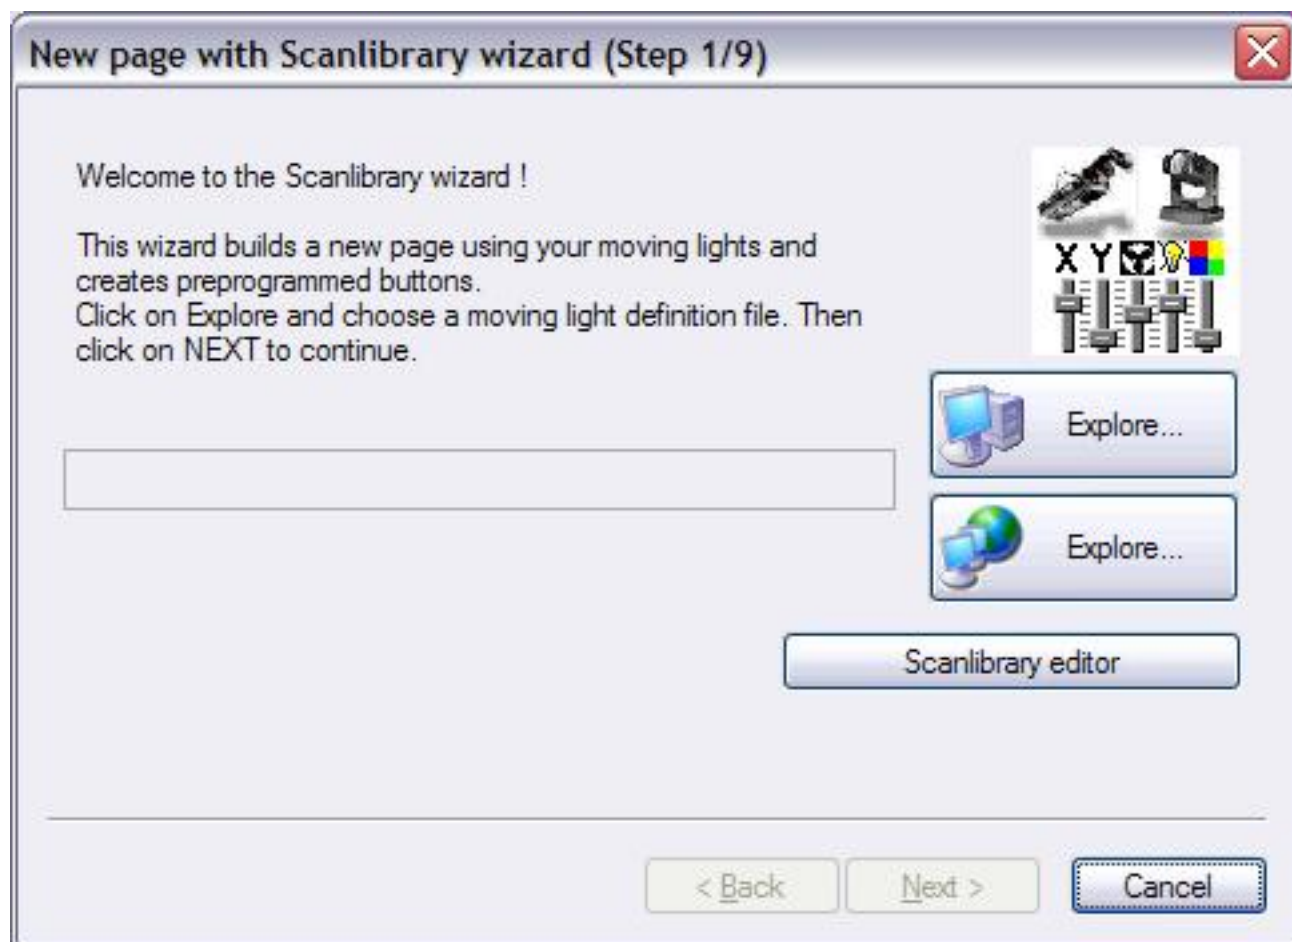 New page with Scanlibrary wizard (Step 1/9)
Welcome to the Scanlibrary wizard !
This wizard builds a new page using your moving lights and
creates preprogrammed buttons.
Click on Explore and choose a moving light definition file. Then
click on NEXT to continue.
X Y
Explore...
Explore...
Scanlibrary editor
< Back
Next >
Cancel